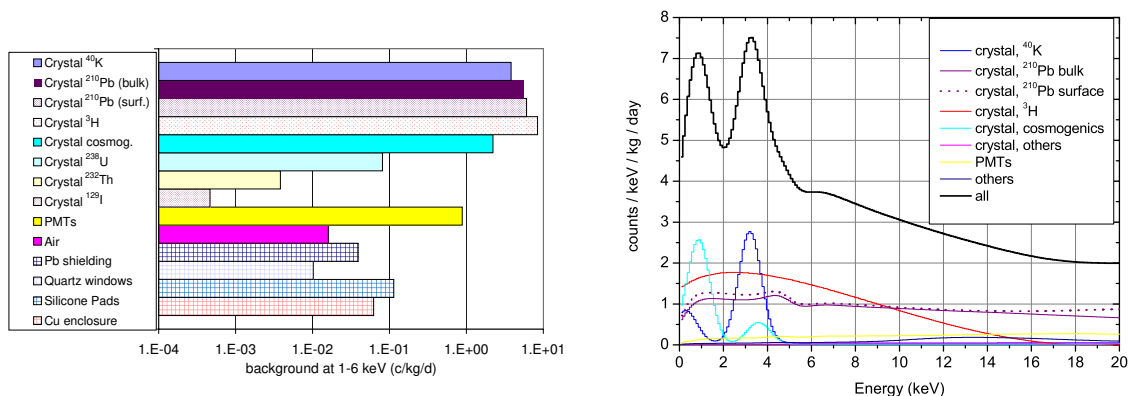 Crystal ⁴⁰K
Crystal ²¹⁰Pb (bulk)
Crystal ²¹⁰Pb (surf.)
Crystal ³H
Crystal cosmog.
Crystal ²³⁸U
Crystal ²³²Th
Crystal ¹²⁹I
PMTs
Air
Pb shielding
Quartz windows
Silicone Pads
Cu enclosure
1.E-04 1.E-03 1.E-02 1.E-01 1.E+00 1.E+01
background at 1-6 keV (c/kg/d)
counts / keV / kg / day
8
7
6
5
4
3
2
1
0
crystal, ⁴⁰K
crystal, ²¹⁰Pb bulk
crystal, ²¹⁰Pb surface
crystal, ³H
crystal, cosmogenics
crystal, others
PMTs
others
all
0 2 4 6 8 10 12 14 16 18 20
Energy (keV)